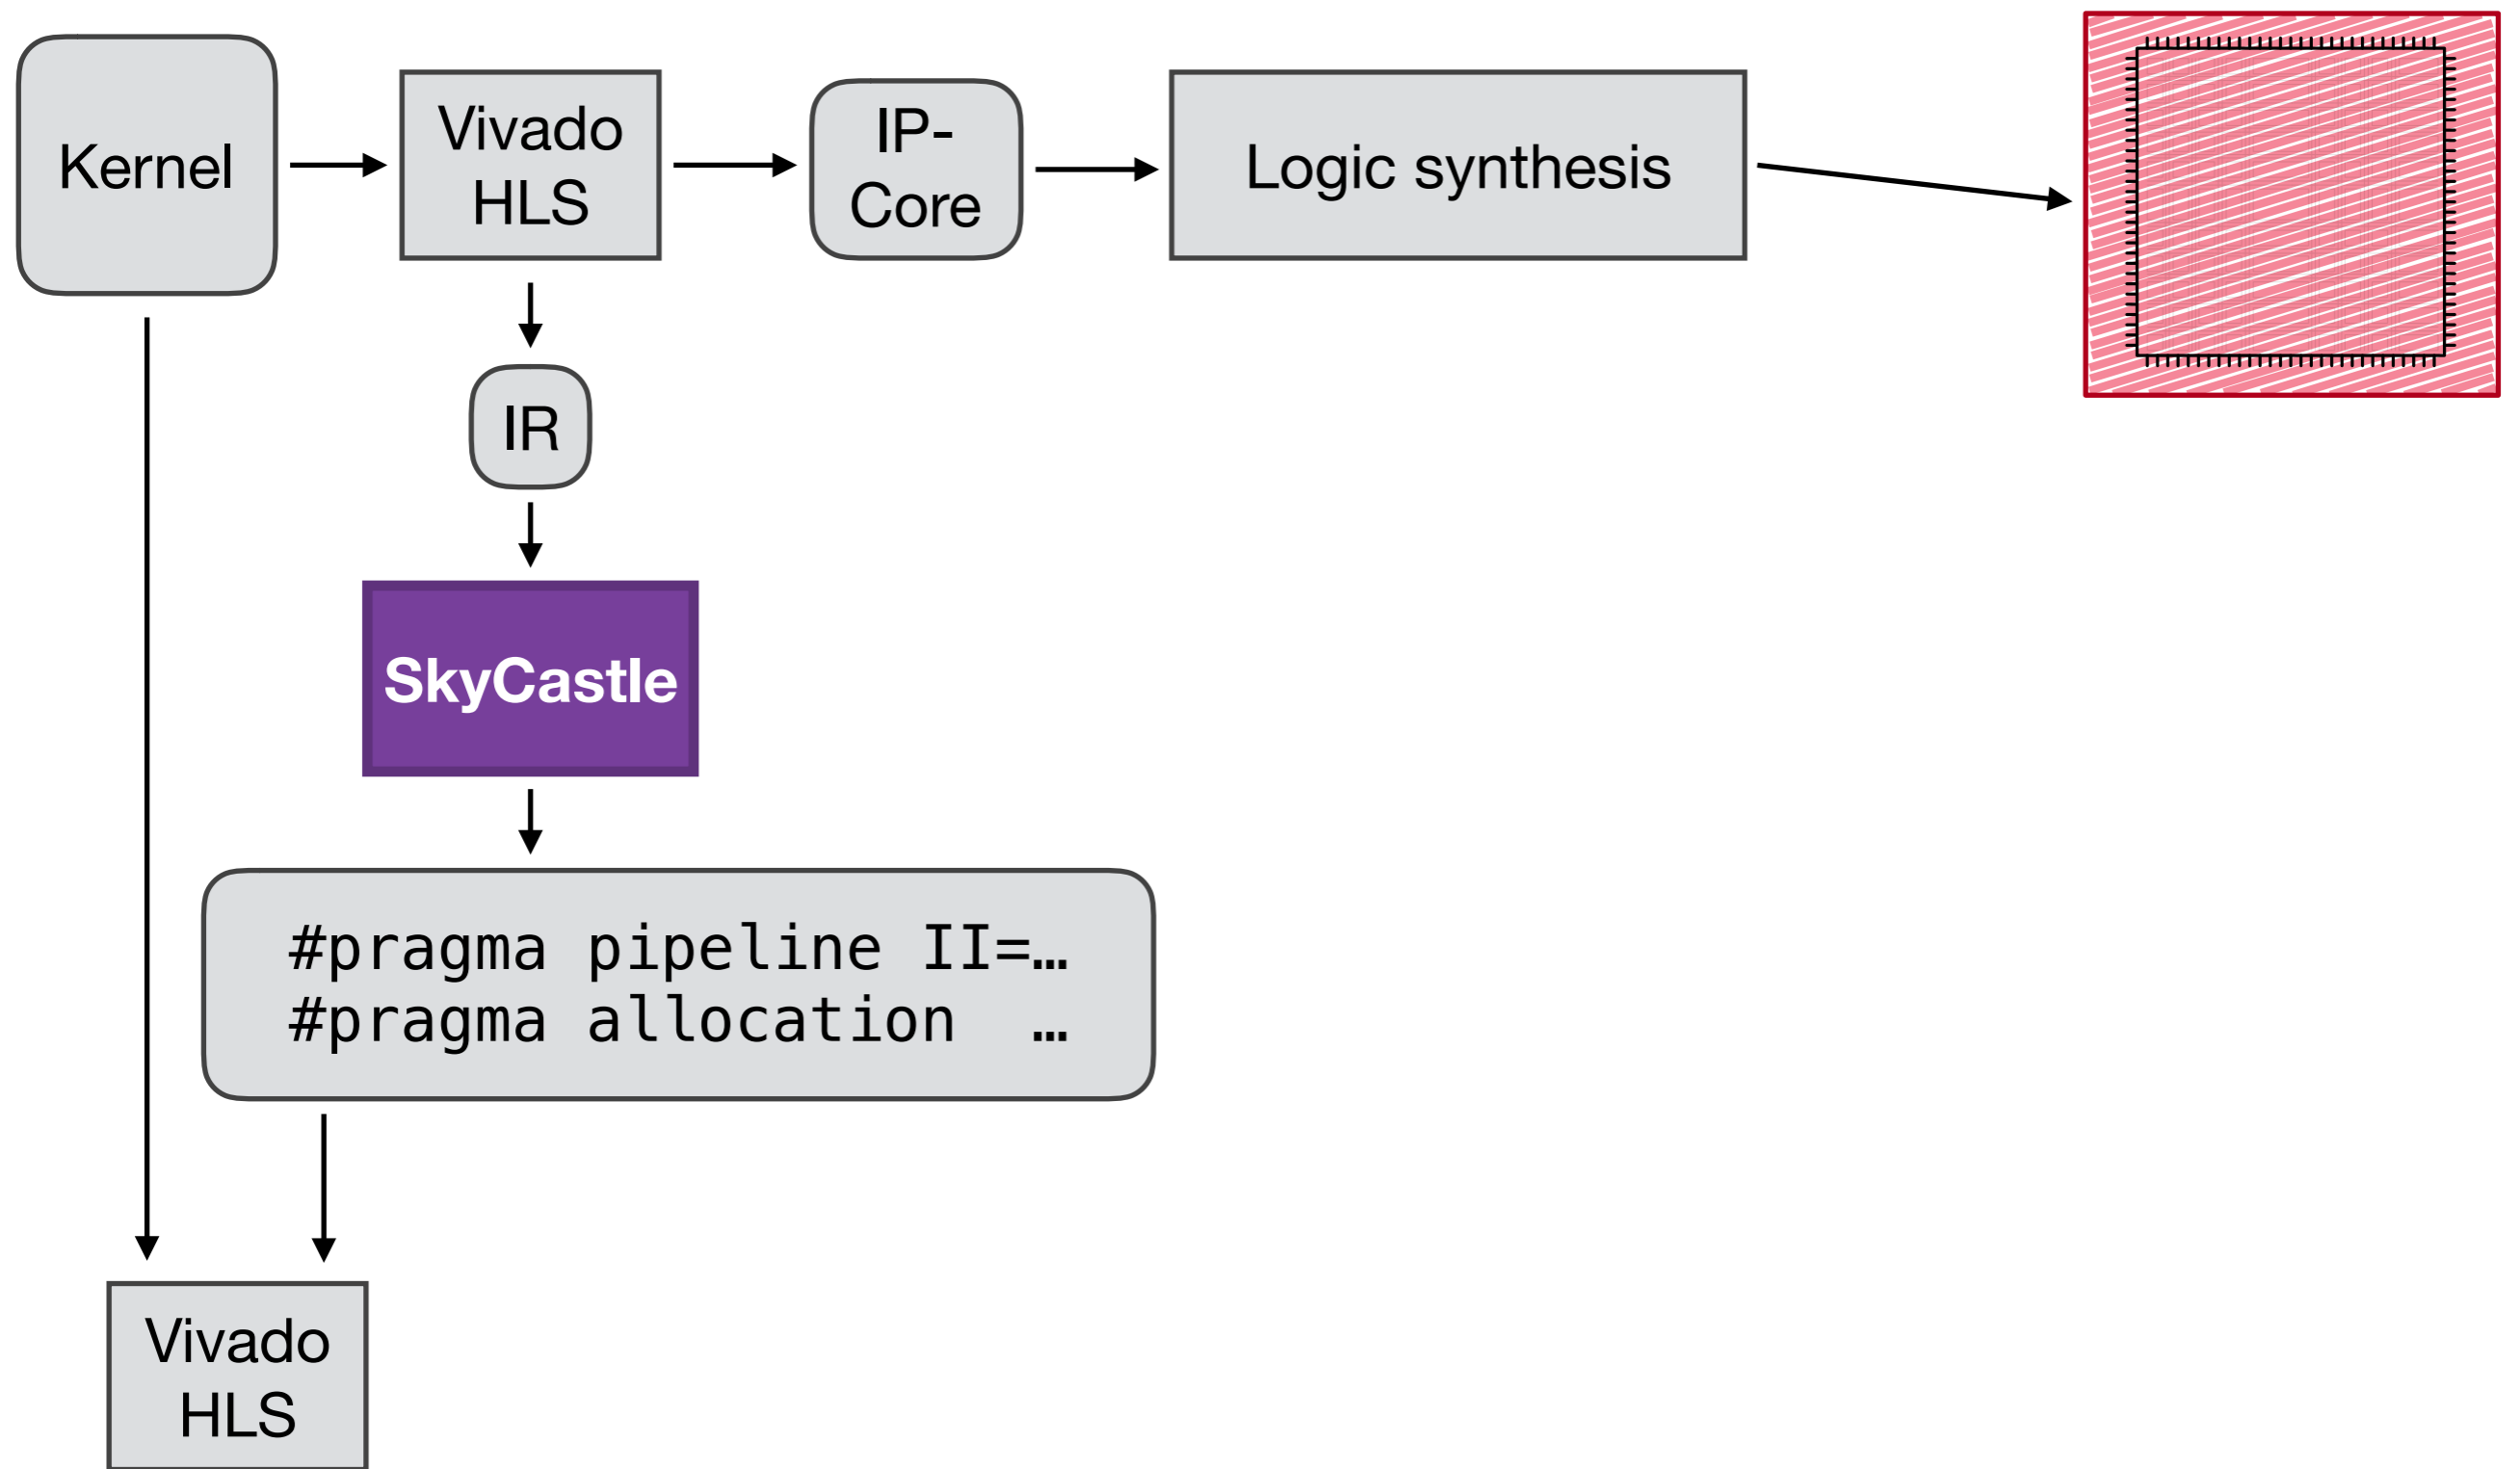 Kernel
Vivado
HLS
IP-
Core
Logic synthesis
IR
SkyCastle
#pragma pipeline II=…
#pragma allocation  …
Vivado
HLS